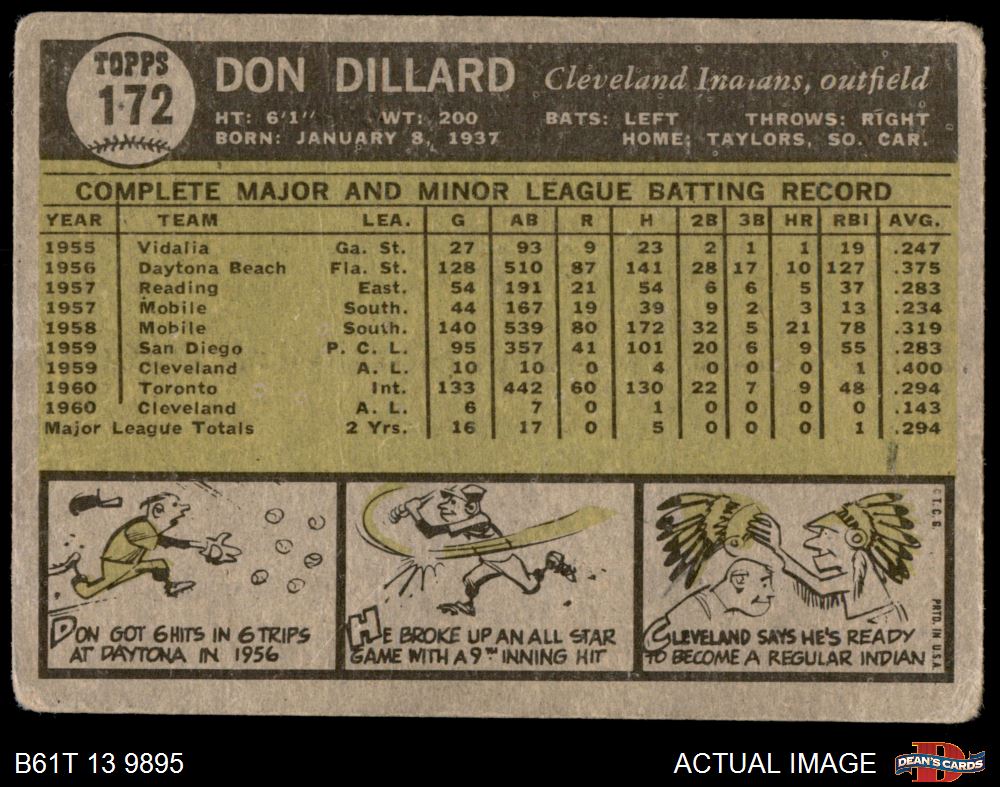 TOPPS
172
DON DILLARD Cleveland Indians, outfield
HT: 6'1" WT: 200 BATS: LEFT THROWS: RIGHT
BORN: JANUARY 8, 1937 HOME: TAYLORS, SO. CAR.
COMPLETE MAJOR AND MINOR LEAGUE BATTING RECORD
YEAR TEAM LEA. G AB R H 2B 3B HR RBI AVG.
1955 Vidalia Ga. St. 27 93 9 23 2 1 1 19 .247
1956 Daytona Beach Fla. St. 128 510 87 141 28 17 10 127 .375
1957 Reading East. 54 191 21 54 6 6 5 37 .283
1957 Mobile South. 44 167 19 39 9 2 3 13 .234
1958 Mobile South. 140 539 80 172 32 5 21 78 .319
1959 San Diego P. C. L. 95 357 41 101 20 6 9 55 .283
1959 Cleveland A. L. 10 10 0 4 0 0 0 1 .400
1960 Toronto Int. 133 442 60 130 22 7 9 48 .294
1960 Cleveland A. L. 6 7 0 1 0 0 0 0 .143
Major League Totals 2 Yrs. 16 17 0 5 0 0 0 1 .294
DON GOT 6 HITS IN 6 TRIPS
AT DAYTONA IN 1956
HE BROKE UP AN ALL STAR
GAME WITH A 9TH INNING HIT
CLEVELAND SAYS HE'S READY
TO BECOME A REGULAR INDIAN
© T.C.G.
PRTD. IN U.S.A.
B61T 13 9895
ACTUAL IMAGE
D
DEAN'S CARDS